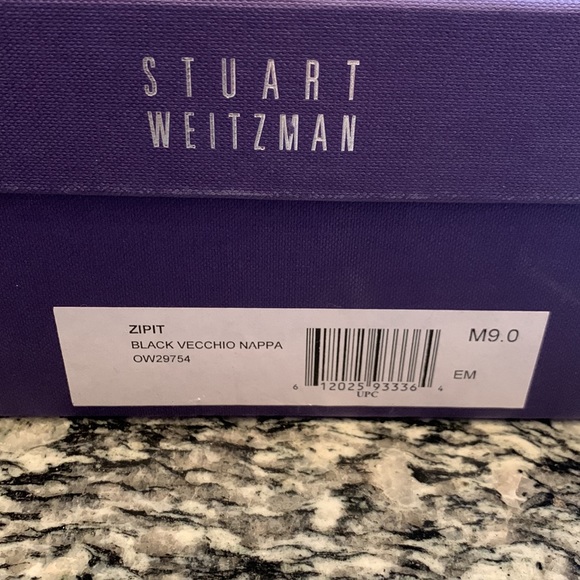 STUART
WEITZMAN
ZIPIT
BLACK VECCHIO NAPPA
OW29754
M9.0
EM
6 12025 93336 4
UPC